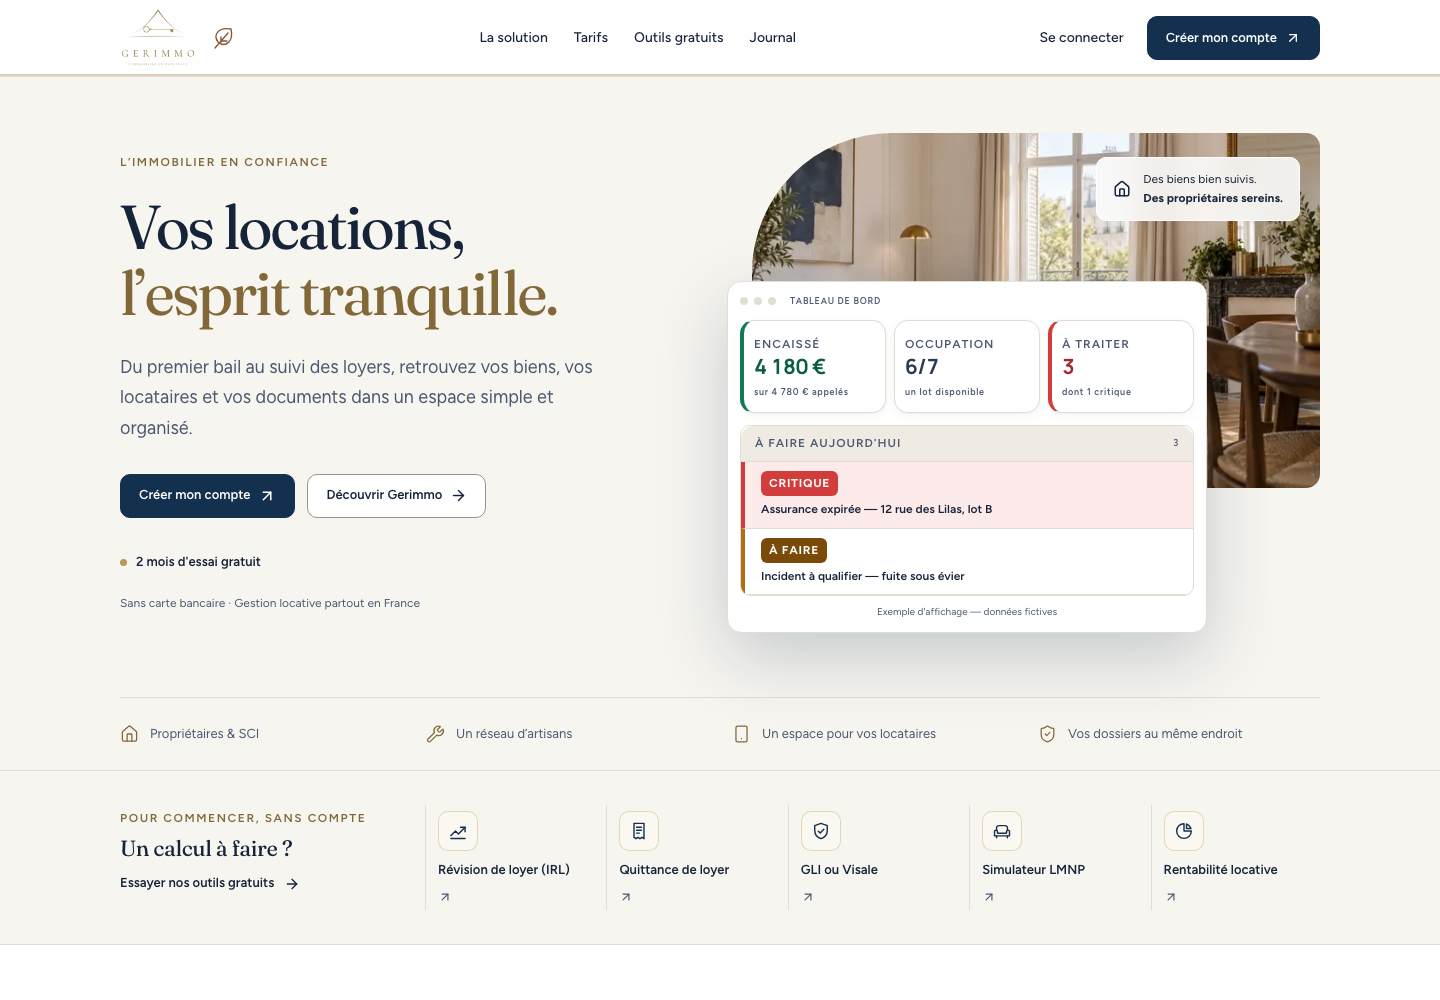 GERIMMO
La solution
Tarifs
Outils gratuits
Journal
Se connecter
Créer mon compte
L'IMMOBILIER EN CONFIANCE
Vos locations,
l'esprit tranquille.
Du premier bail au suivi des loyers, retrouvez vos biens, vos
locataires et vos documents dans un espace simple et
organisé.
Créer mon compte
Découvrir Gerimmo
2 mois d'essai gratuit
Sans carte bancaire · Gestion locative partout en France
Des biens bien suivis.
Des propriétaires sereins.
TABLEAU DE BORD
ENCAISSÉ
4 180 €
sur 4 780 € appelés
OCCUPATION
6/7
un lot disponible
À TRAITER
3
dont 1 critique
À FAIRE AUJOURD'HUI
3
CRITIQUE
Assurance expirée — 12 rue des Lilas, lot B
À FAIRE
Incident à qualifier — fuite sous évier
Exemple d'affichage — données fictives
Propriétaires & SCI
Un réseau d'artisans
Un espace pour vos locataires
Vos dossiers au même endroit
POUR COMMENCER, SANS COMPTE
Un calcul à faire ?
Essayer nos outils gratuits
Révision de loyer (IRL)
Quittance de loyer
GLI ou Visale
Simulateur LMNP
Rentabilité locative